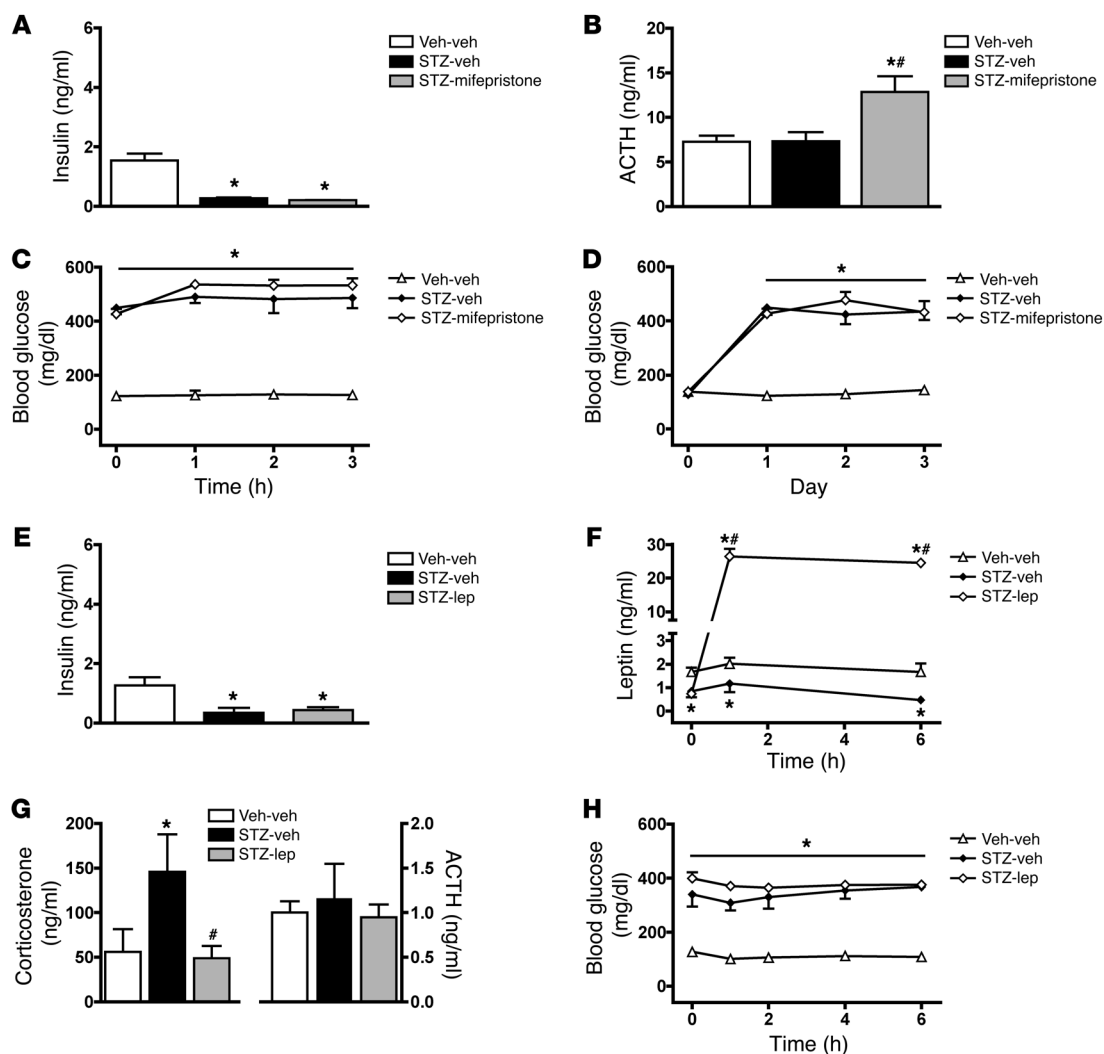 A
Insulin (ng/ml)
6
4
2
0
*
*
Veh-veh
STZ-veh
STZ-mifepristone
B
ACTH (ng/ml)
20
15
10
5
0
*#
Veh-veh
STZ-veh
STZ-mifepristone
C
Blood glucose
(mg/dl)
600
400
200
0
*
0 1 2 3
Time (h)
Veh-veh
STZ-veh
STZ-mifepristone
D
Blood glucose
(mg/dl)
600
400
200
0
*
0 1 2 3
Day
Veh-veh
STZ-veh
STZ-mifepristone
E
Insulin (ng/ml)
6
4
2
0
*
*
Veh-veh
STZ-veh
STZ-lep
F
Leptin (ng/ml)
30
20
10
3
2
1
0
*#
*#
*
*
*
0 2 4 6
Time (h)
Veh-veh
STZ-veh
STZ-lep
G
Corticosterone
(ng/ml)
200
150
100
50
0
*
#
Veh-veh
STZ-veh
STZ-lep
2.0
1.5
1.0
0.5
0.0
ACTH (ng/ml)
H
Blood glucose
(mg/dl)
600
400
200
0
*
0 2 4 6
Time (h)
Veh-veh
STZ-veh
STZ-lep